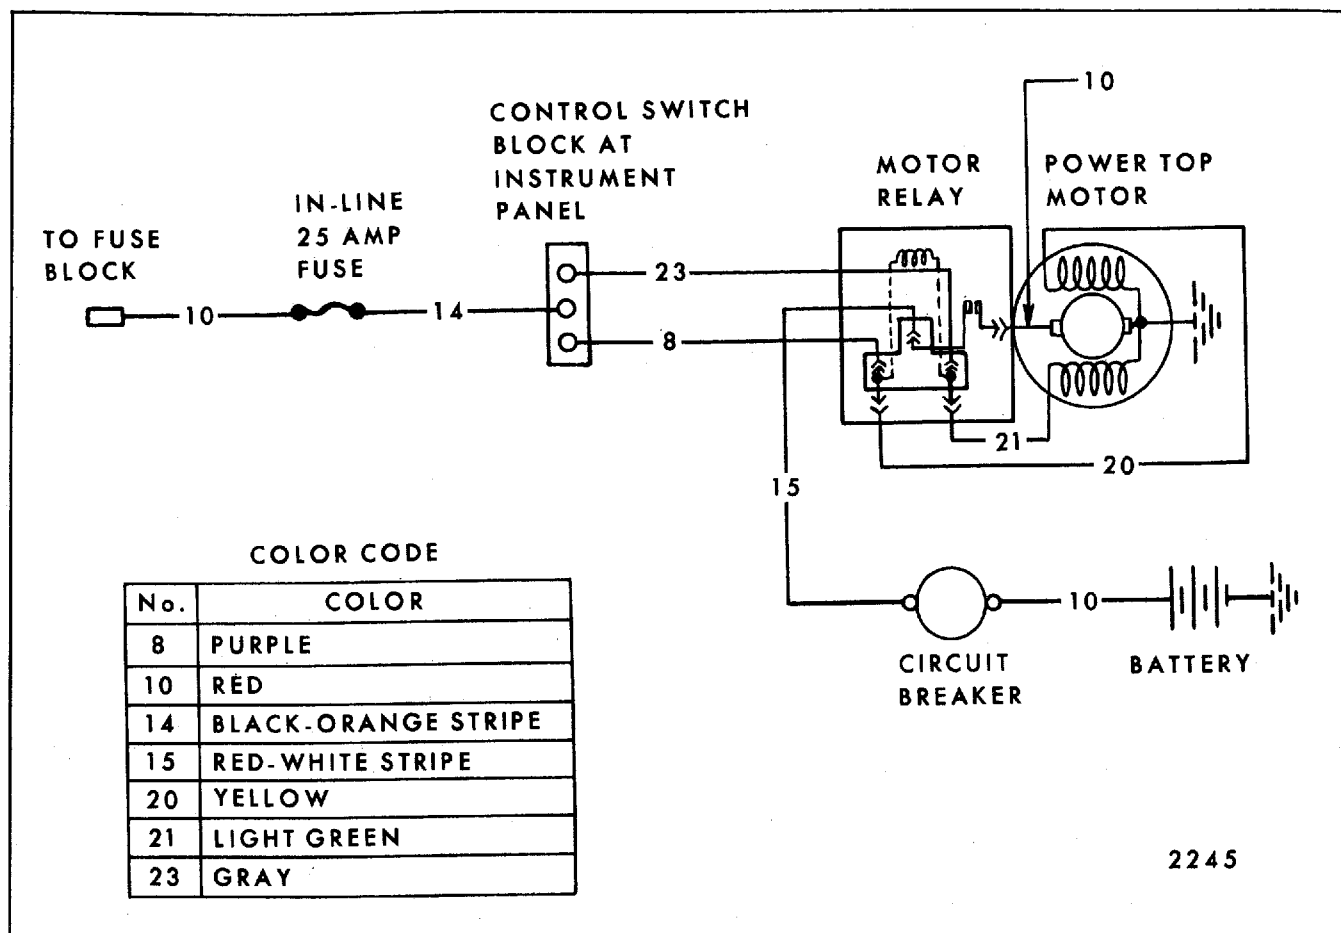 10
CONTROL SWITCH
BLOCK AT
INSTRUMENT
PANEL
MOTOR
RELAY
POWER TOP
MOTOR
IN-LINE
25 AMP
FUSE
TO FUSE
BLOCK
10
14
23
8
21
20
15
10
CIRCUIT
BREAKER
BATTERY
COLOR CODE
No. COLOR
8 PURPLE
10 RED
14 BLACK-ORANGE STRIPE
15 RED-WHITE STRIPE
20 YELLOW
21 LIGHT GREEN
23 GRAY
2245